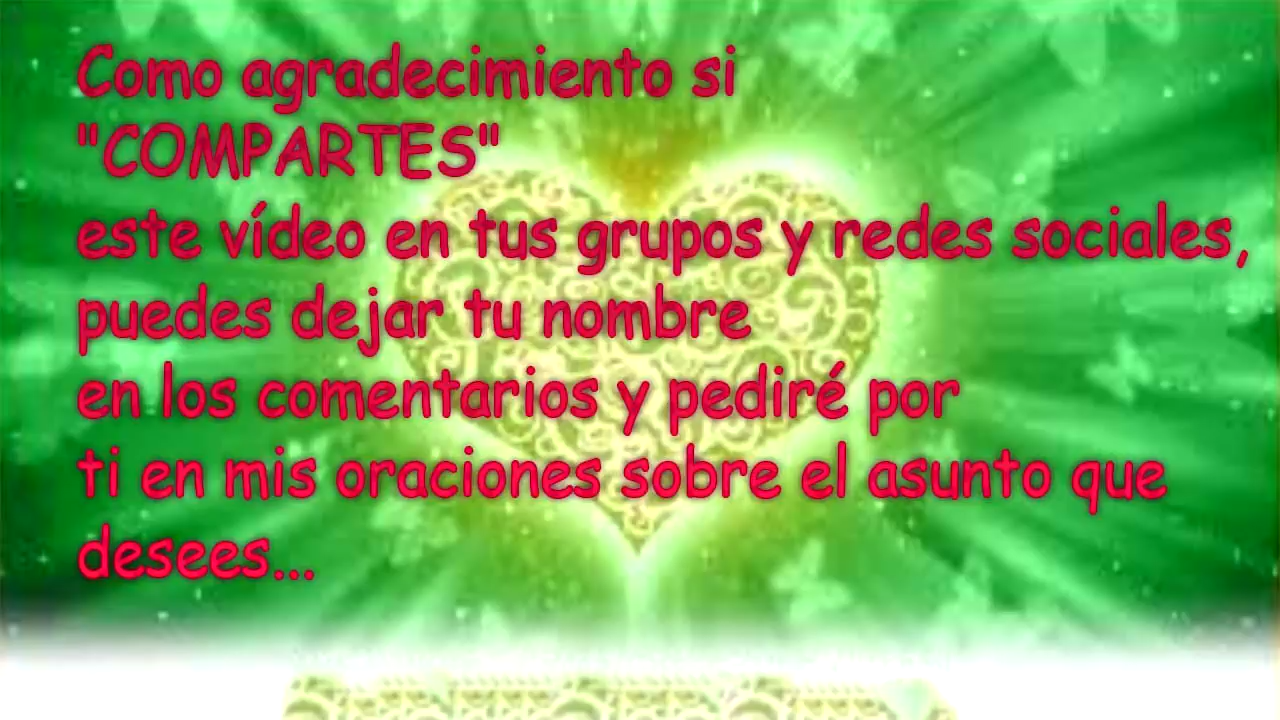 Como agradecimiento si
"COMPARTES"
este vídeo en tus grupos y redes sociales,
puedes dejar tu nombre
en los comentarios y pediré por
ti en mis oraciones sobre el asunto que
desees...